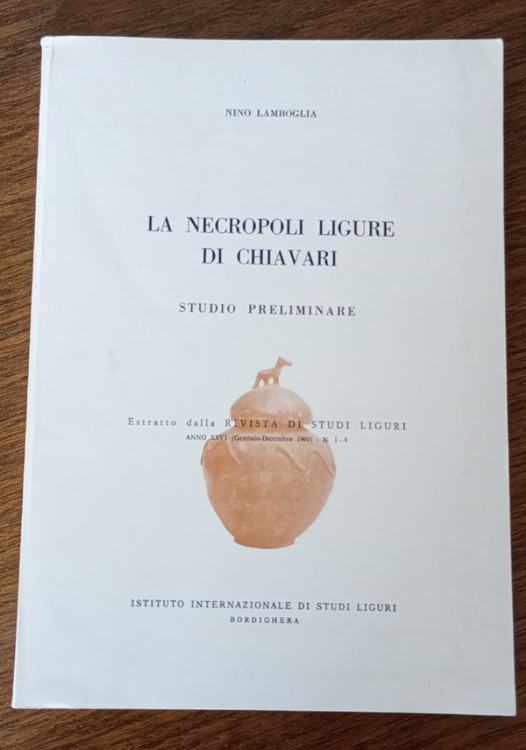 NINO LAMBOGLIA
LA NECROPOLI LIGURE
DI CHIAVARI
STUDIO PRELIMINARE
Estratto dalla RIVISTA DI STUDI LIGURI
ANNO XXVI (Gennaio-Dicembre 1960) - N. 1-4
ISTITUTO INTERNAZIONALE DI STUDI LIGURI
BORDIGHERA